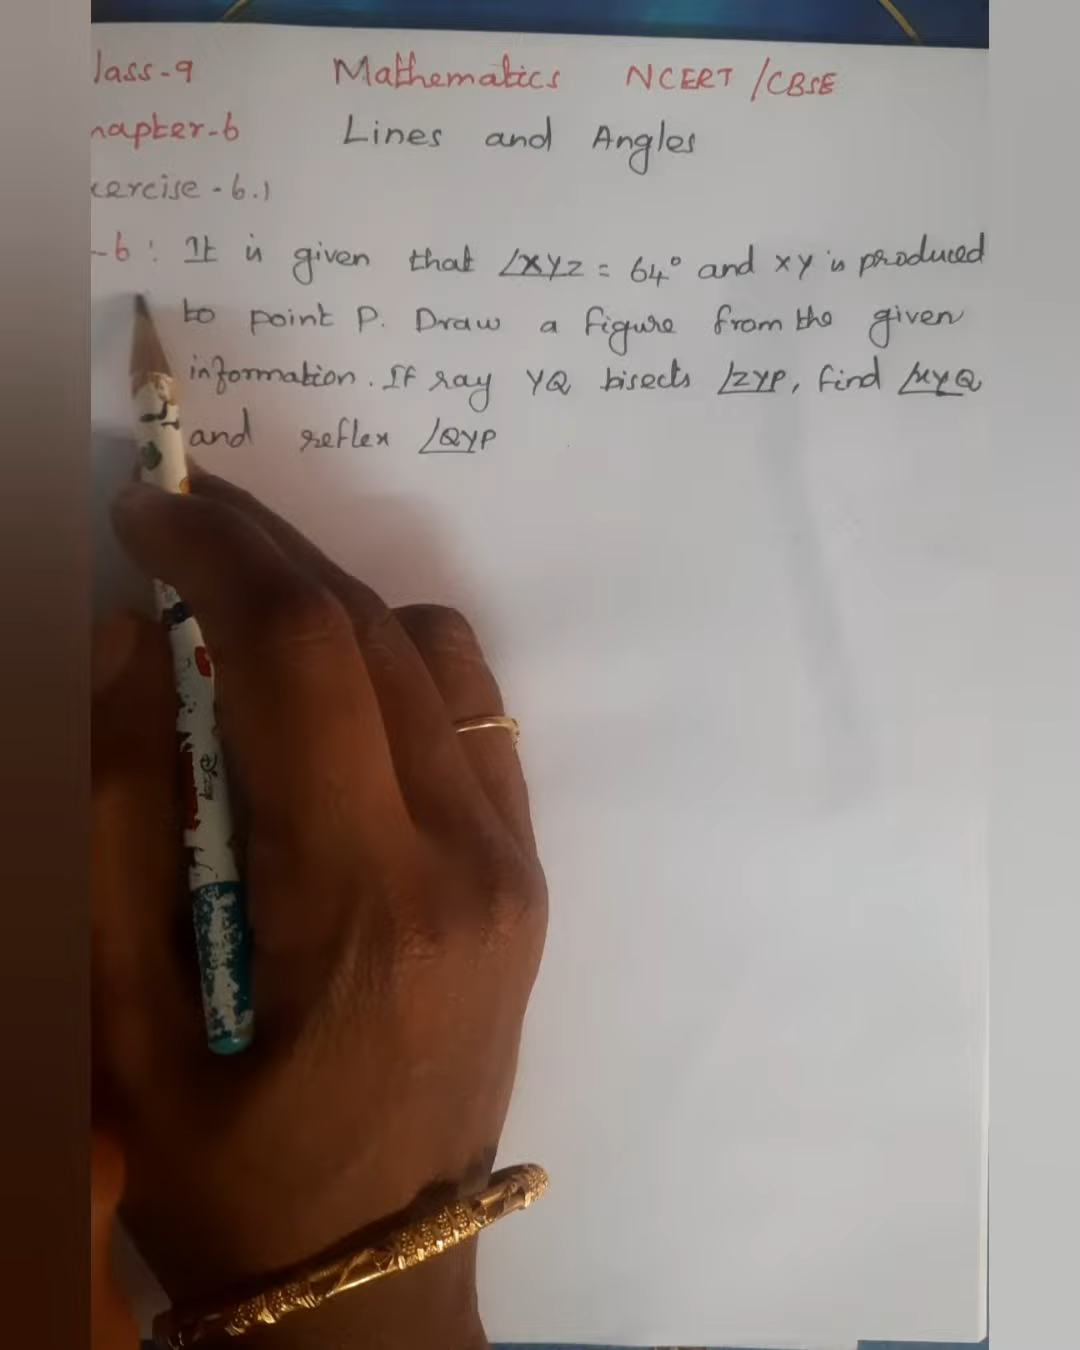 lass-9 Mathematics NCERT /CBSE
hapter-6 Lines and Angles
xercise-6.1
-6: It is given that ∠XYZ = 64° and XY is produced
to point P. Draw a figure from the given
information. If ray YQ bisects ∠ZYP, find ∠XYQ
and reflex ∠QYP